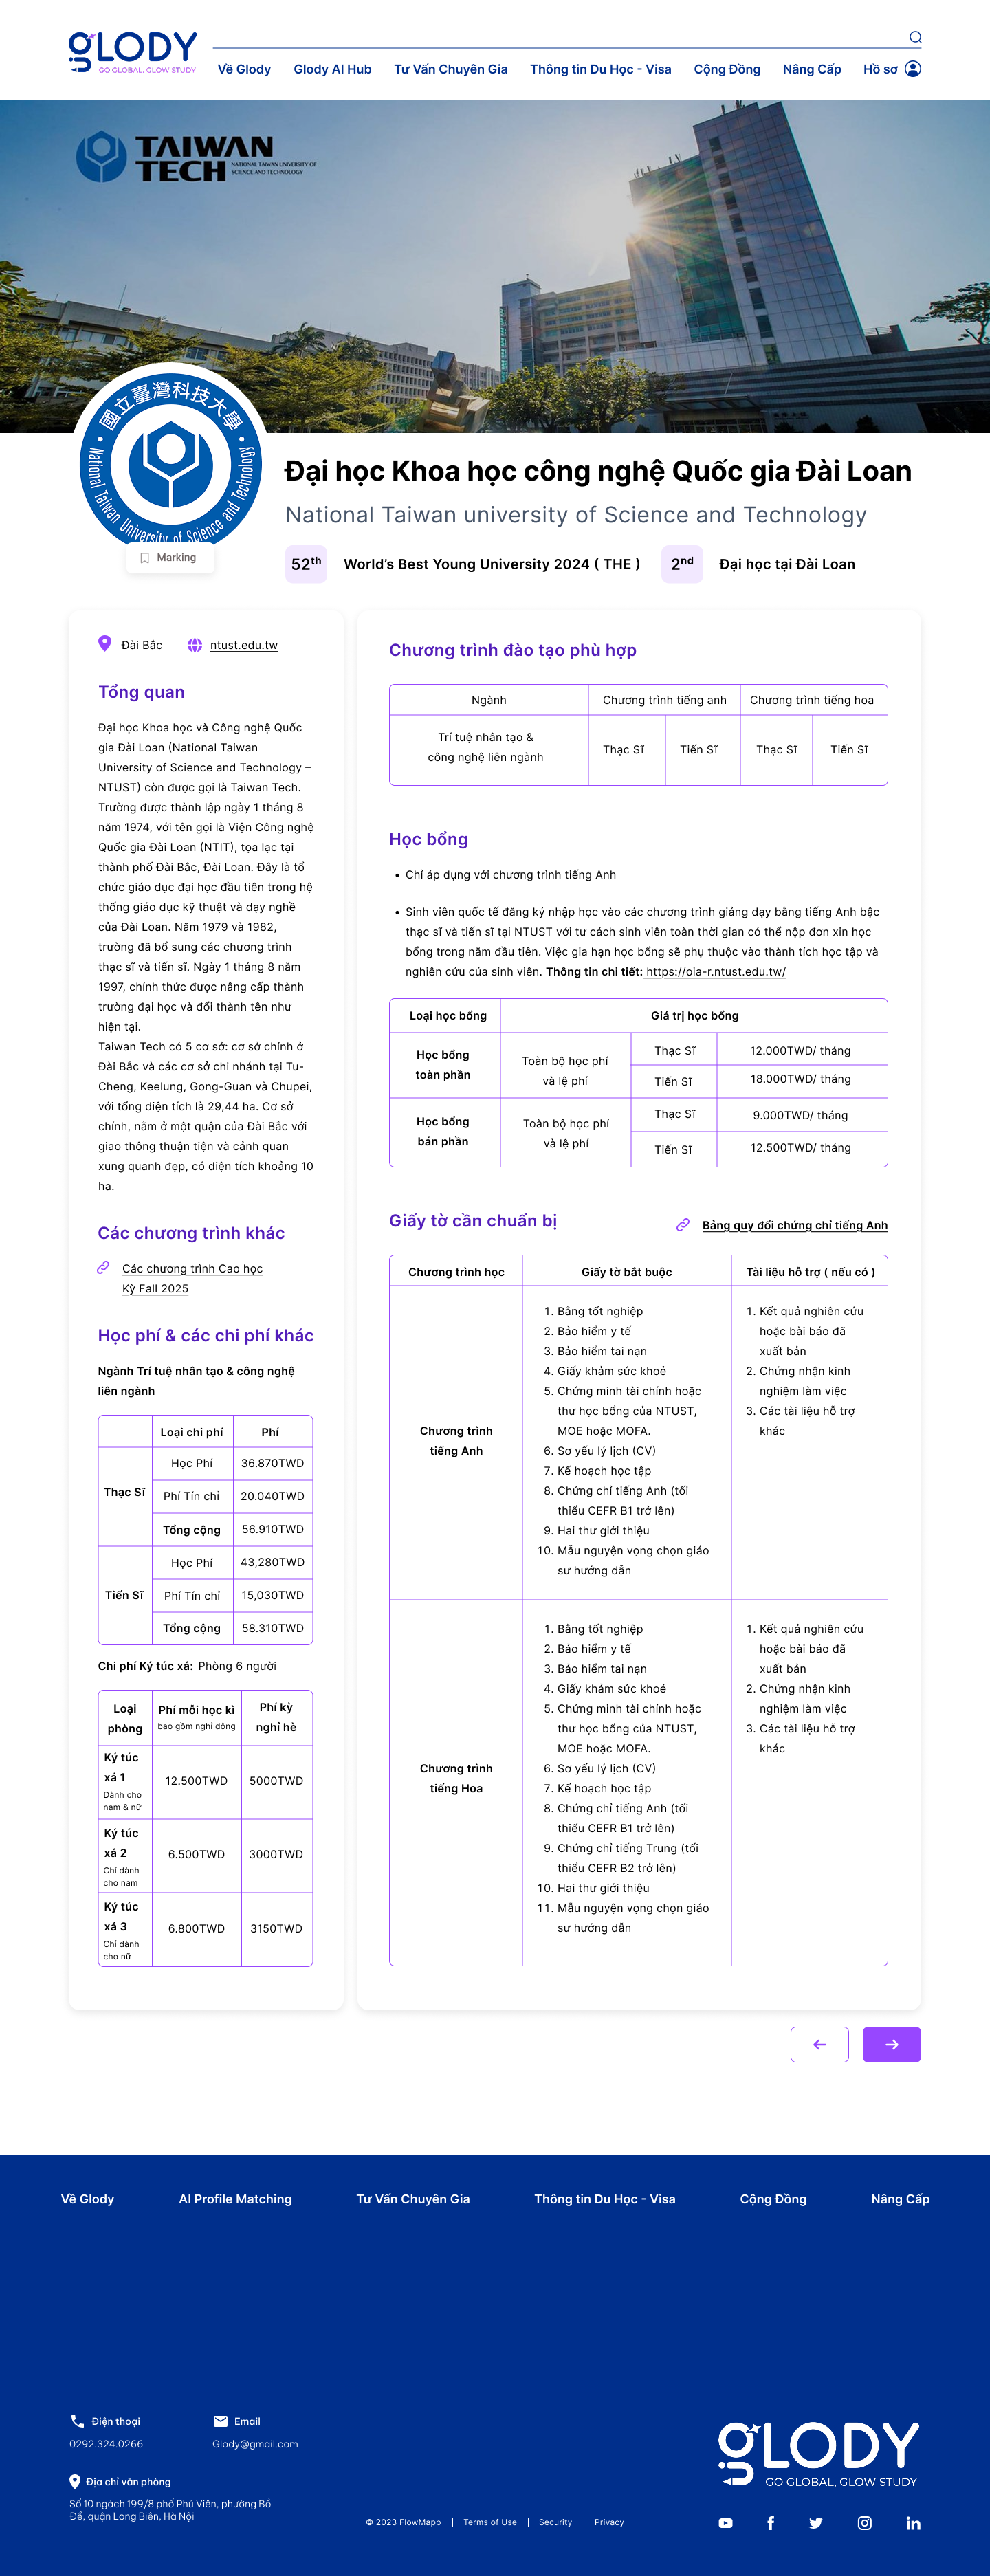 gLODY
GO GLOBAL, GLOW STUDY
Về Glody
Glody AI Hub
Tư Vấn Chuyên Gia
Thông tin Du Học - Visa
Cộng Đồng
Nâng Cấp
Hồ sơ
TAIWAN
TECH
NATIONAL TAIWAN UNIVERSITY OF
SCIENCE AND TECHNOLOGY
國立臺灣科技大學
National Taiwan University of Science and Technology
Marking
Đại học Khoa học công nghệ Quốc gia Đài Loan
National Taiwan university of Science and Technology
52th
World's Best Young University 2024 ( THE )
2nd
Đại học tại Đài Loan
Đài Bắc
ntust.edu.tw
Tổng quan
Đại học Khoa học và Công nghệ Quốc
gia Đài Loan (National Taiwan
University of Science and Technology –
NTUST) còn được gọi là Taiwan Tech.
Trường được thành lập ngày 1 tháng 8
năm 1974, với tên gọi là Viện Công nghệ
Quốc gia Đài Loan (NTIT), tọa lạc tại
thành phố Đài Bắc, Đài Loan. Đây là tổ
chức giáo dục đại học đầu tiên trong hệ
thống giáo dục kỹ thuật và dạy nghề
của Đài Loan. Năm 1979 và 1982,
trường đã bổ sung các chương trình
thạc sĩ và tiến sĩ. Ngày 1 tháng 8 năm
1997, chính thức được nâng cấp thành
trường đại học và đổi thành tên như
hiện tại.
Taiwan Tech có 5 cơ sở: cơ sở chính ở
Đài Bắc và các cơ sở chi nhánh tại Tu-
Cheng, Keelung, Gong-Guan và Chupei,
với tổng diện tích là 29,44 ha. Cơ sở
chính, nằm ở một quận của Đài Bắc với
giao thông thuận tiện và cảnh quan
xung quanh đẹp, có diện tích khoảng 10
ha.
Các chương trình khác
Các chương trình Cao học
Kỳ Fall 2025
Học phí & các chi phí khác
Ngành Trí tuệ nhân tạo & công nghệ
liên ngành
Loại chi phí
Phí
Thạc Sĩ
Học Phí
36.870TWD
Phí Tín chỉ
20.040TWD
Tổng cộng
56.910TWD
Tiến Sĩ
Học Phí
43,280TWD
Phí Tín chỉ
15,030TWD
Tổng cộng
58.310TWD
Chi phí Ký túc xá: Phòng 6 người
Loại
phòng
Phí mỗi học kì
bao gồm nghỉ đông
Phí kỳ
nghỉ hè
Ký túc
xá 1
Dành cho
nam & nữ
12.500TWD
5000TWD
Ký túc
xá 2
Chỉ dành
cho nam
6.500TWD
3000TWD
Ký túc
xá 3
Chỉ dành
cho nữ
6.800TWD
3150TWD
Chương trình đào tạo phù hợp
Ngành
Chương trình tiếng anh
Chương trình tiếng hoa
Trí tuệ nhân tạo &
công nghệ liên ngành
Thạc Sĩ
Tiến Sĩ
Thạc Sĩ
Tiến Sĩ
Học bổng
• Chỉ áp dụng với chương trình tiếng Anh
• Sinh viên quốc tế đăng ký nhập học vào các chương trình giảng dạy bằng tiếng Anh bậc
thạc sĩ và tiến sĩ tại NTUST với tư cách sinh viên toàn thời gian có thể nộp đơn xin học
bổng trong năm đầu tiên. Việc gia hạn học bổng sẽ phụ thuộc vào thành tích học tập và
nghiên cứu của sinh viên. Thông tin chi tiết: https://oia-r.ntust.edu.tw/
Loại học bổng
Giá trị học bổng
Học bổng
toàn phần
Toàn bộ học phí
và lệ phí
Thạc Sĩ
12.000TWD/ tháng
Tiến Sĩ
18.000TWD/ tháng
Học bổng
bán phần
Toàn bộ học phí
và lệ phí
Thạc Sĩ
9.000TWD/ tháng
Tiến Sĩ
12.500TWD/ tháng
Giấy tờ cần chuẩn bị
Bảng quy đổi chứng chỉ tiếng Anh
Chương trình học
Giấy tờ bắt buộc
Tài liệu hỗ trợ ( nếu có )
Chương trình
tiếng Anh
1. Bằng tốt nghiệp
2. Bảo hiểm y tế
3. Bảo hiểm tai nạn
4. Giấy khám sức khoẻ
5. Chứng minh tài chính hoặc
thư học bổng của NTUST,
MOE hoặc MOFA.
6. Sơ yếu lý lịch (CV)
7. Kế hoạch học tập
8. Chứng chỉ tiếng Anh (tối
thiểu CEFR B1 trở lên)
9. Hai thư giới thiệu
10. Mẫu nguyện vọng chọn giáo
sư hướng dẫn
1. Kết quả nghiên cứu
hoặc bài báo đã
xuất bản
2. Chứng nhận kinh
nghiệm làm việc
3. Các tài liệu hỗ trợ
khác
Chương trình
tiếng Hoa
1. Bằng tốt nghiệp
2. Bảo hiểm y tế
3. Bảo hiểm tai nạn
4. Giấy khám sức khoẻ
5. Chứng minh tài chính hoặc
thư học bổng của NTUST,
MOE hoặc MOFA.
6. Sơ yếu lý lịch (CV)
7. Kế hoạch học tập
8. Chứng chỉ tiếng Anh (tối
thiểu CEFR B1 trở lên)
9. Chứng chỉ tiếng Trung (tối
thiểu CEFR B2 trở lên)
10. Hai thư giới thiệu
11. Mẫu nguyện vọng chọn giáo
sư hướng dẫn
1. Kết quả nghiên cứu
hoặc bài báo đã
xuất bản
2. Chứng nhận kinh
nghiệm làm việc
3. Các tài liệu hỗ trợ
khác
Về Glody
AI Profile Matching
Tư Vấn Chuyên Gia
Thông tin Du Học - Visa
Cộng Đồng
Nâng Cấp
Điện thoại
0292.324.0266
Email
Glody@gmail.com
Địa chỉ văn phòng
Số 10 ngách 199/8 phố Phú Viên, phường Bồ
Đề, quận Long Biên, Hà Nội
© 2023 FlowMapp
Terms of Use
Security
Privacy
gLODY
GO GLOBAL, GLOW STUDY